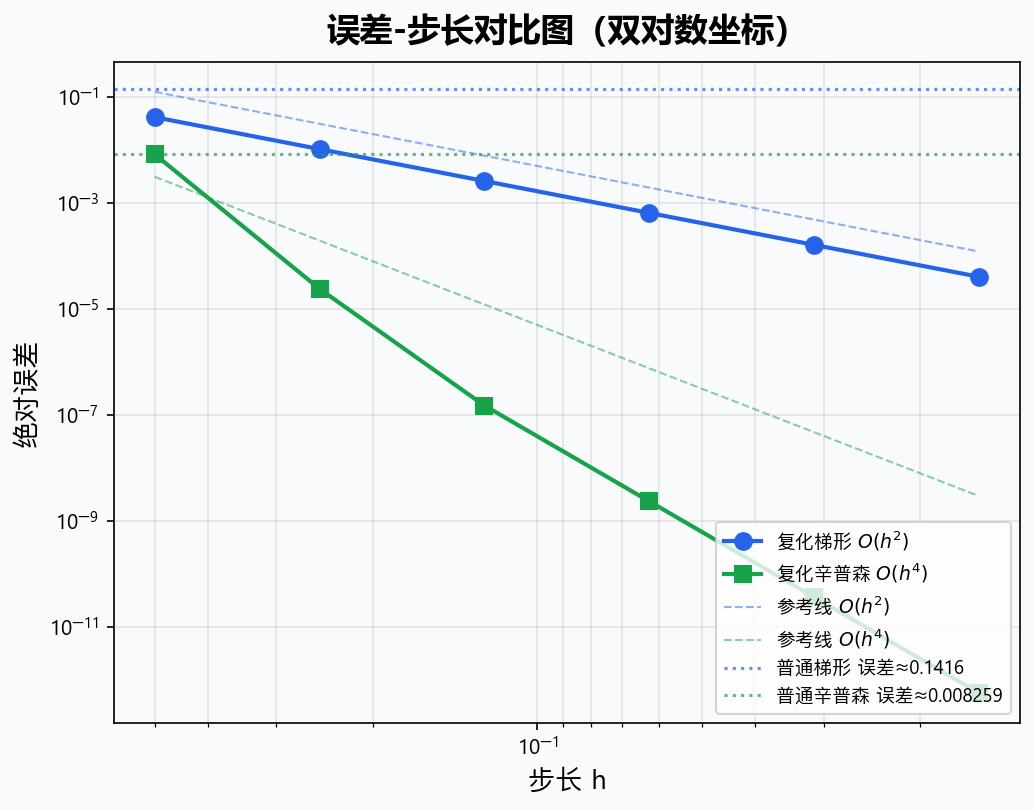 误差-步长对比图（双对数坐标）
绝对误差
10⁻¹
10⁻³
10⁻⁵
10⁻⁷
10⁻⁹
10⁻¹¹
复化梯形 O(h²)
复化辛普森 O(h⁴)
参考线 O(h²)
参考线 O(h⁴)
普通梯形 误差≈0.1416
普通辛普森 误差≈0.008259
10⁻¹
步长 h